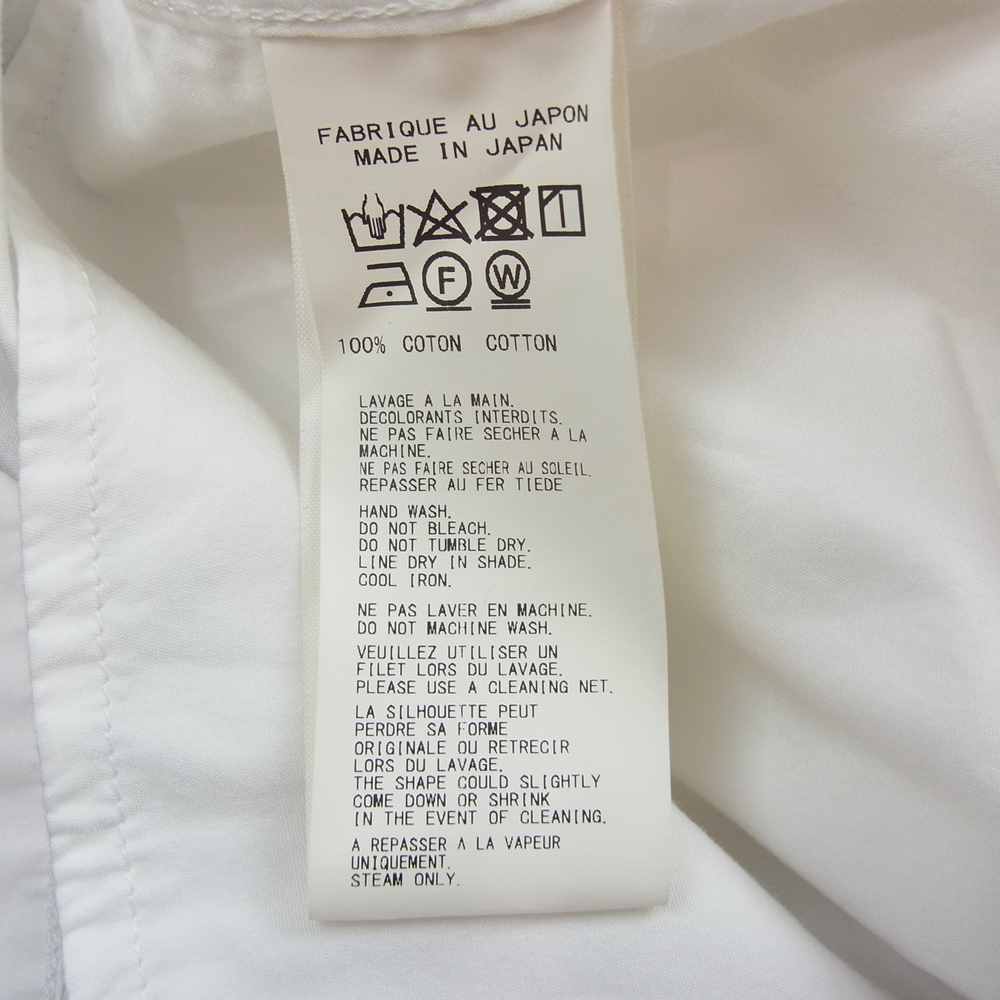 FABRIQUE AU JAPON
MADE IN JAPAN
F W
100% COTON COTTON
LAVAGE A LA MAIN.
DECOLORANTS INTERDITS.
NE PAS FAIRE SECHER A LA
MACHINE.
NE PAS FAIRE SECHER AU SOLEIL.
REPASSER AU FER TIEDE
HAND WASH.
DO NOT BLEACH.
DO NOT TUMBLE DRY.
LINE DRY IN SHADE.
COOL IRON.
NE PAS LAVER EN MACHINE.
DO NOT MACHINE WASH.
VEUILLEZ UTILISER UN
FILET LORS DU LAVAGE.
PLEASE USE A CLEANING NET.
LA SILHOUETTE PEUT
PERDRE SA FORME
ORIGINALE OU RETRECIR
LORS DU LAVAGE.
THE SHAPE COULD SLIGHTLY
COME DOWN OR SHRINK
IN THE EVENT OF CLEANING.
A REPASSER A LA VAPEUR
UNIQUEMENT.
STEAM ONLY.